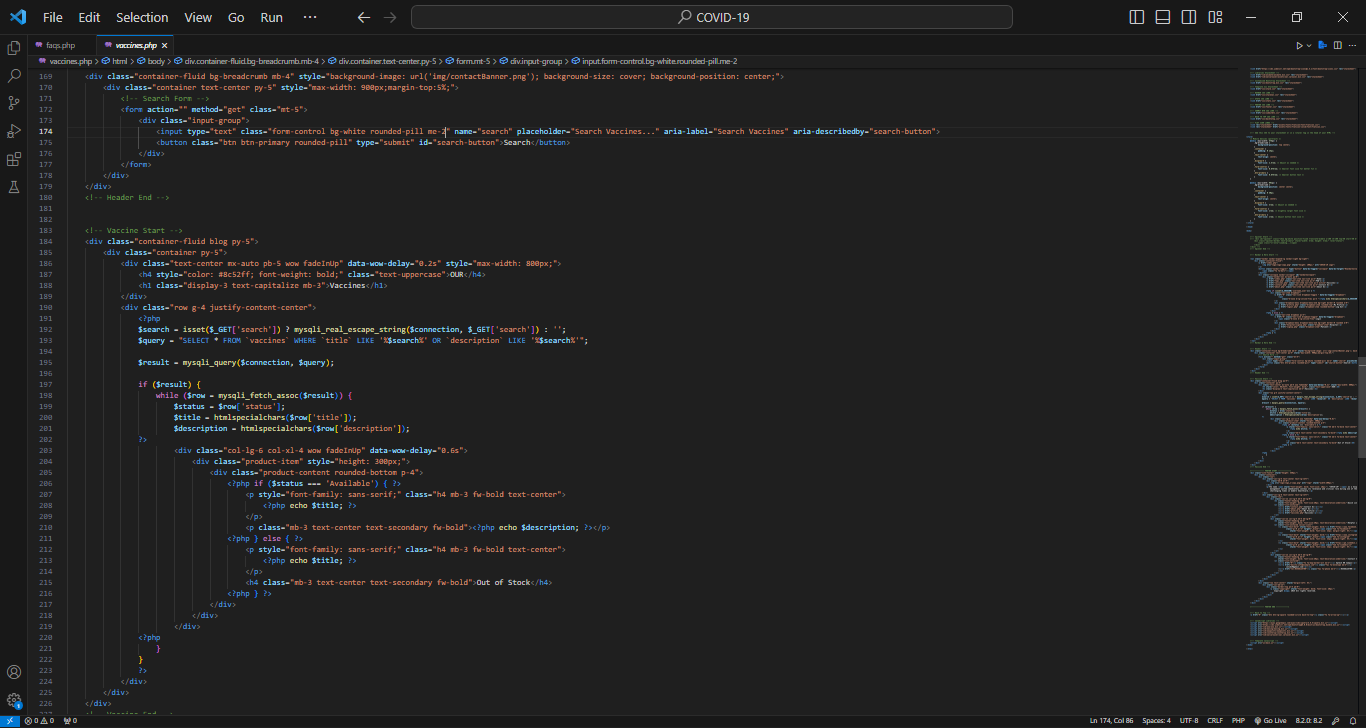 File Edit Selection View Go Run ··· COVID-19
faqs.php vaccines.php
vaccines.php > html > body > div.container-fluid.bg-breadcrumb.mb-4 > div.container.text-center.py-5 > form.mt-5 > div.input-group > input.form-control.bg-white.rounded-pill.me-2
169 <div class="container-fluid bg-breadcrumb mb-4" style="background-image: url('img/contactBanner.png'); background-size: cover; background-position: center;">
170 <div class="container text-center py-5" style="max-width: 900px;margin-top:5%;">
171 <!-- Search Form -->
172 <form action="" method="get" class="mt-5">
173 <div class="input-group">
174 <input type="text" class="form-control bg-white rounded-pill me-2" name="search" placeholder="Search Vaccines..." aria-label="Search Vaccines" aria-describedby="search-button">
175 <button class="btn btn-primary rounded-pill" type="submit" id="search-button">Search</button>
176 </div>
177 </form>
178 </div>
179 </div>
180 <!-- Header End -->
181
182
183 <!-- Vaccine Start -->
184 <div class="container-fluid blog py-5">
185 <div class="container py-5">
186 <div class="text-center mx-auto pb-5 wow fadeInUp" data-wow-delay="0.2s" style="max-width: 800px;">
187 <h4 style="color: #8c52ff; font-weight: bold;" class="text-uppercase">OUR</h4>
188 <h1 class="display-3 text-capitalize mb-3">Vaccines</h1>
189 </div>
190 <div class="row g-4 justify-content-center">
191 <?php
192 $search = isset($_GET['search']) ? mysqli_real_escape_string($connection, $_GET['search']) : '';
193 $query = "SELECT * FROM `vaccines` WHERE `title` LIKE '%$search%' OR `description` LIKE '%$search%'";
194
195 $result = mysqli_query($connection, $query);
196
197 if ($result) {
198 while ($row = mysqli_fetch_assoc($result)) {
199 $status = $row['status'];
200 $title = htmlspecialchars($row['title']);
201 $description = htmlspecialchars($row['description']);
202 ?>
203 <div class="col-lg-6 col-xl-4 wow fadeInUp" data-wow-delay="0.6s">
204 <div class="product-item" style="height: 300px;">
205 <div class="product-content rounded-bottom p-4">
206 <?php if ($status === 'Available') { ?>
207 <p style="font-family: sans-serif;" class="h4 mb-3 fw-bold text-center">
208 <?php echo $title; ?>
209 </p>
210 <p class="mb-3 text-center text-secondary fw-bold"><?php echo $description; ?></p>
211 <?php } else { ?>
212 <p style="font-family: sans-serif;" class="h4 mb-3 fw-bold text-center">
213 <?php echo $title; ?>
214 </p>
215 <h4 class="mb-3 text-center text-secondary fw-bold">Out of Stock</h4>
216 <?php } ?>
217 </div>
218 </div>
219 </div>
220 <?php
221 }
222 }
223 ?>
224 </div>
225 </div>
226 </div>
227 <!-- Vaccine End -->
0 0 0 Ln 174, Col 86 Spaces: 4 UTF-8 CRLF PHP Go Live 8.2.0: 8.2